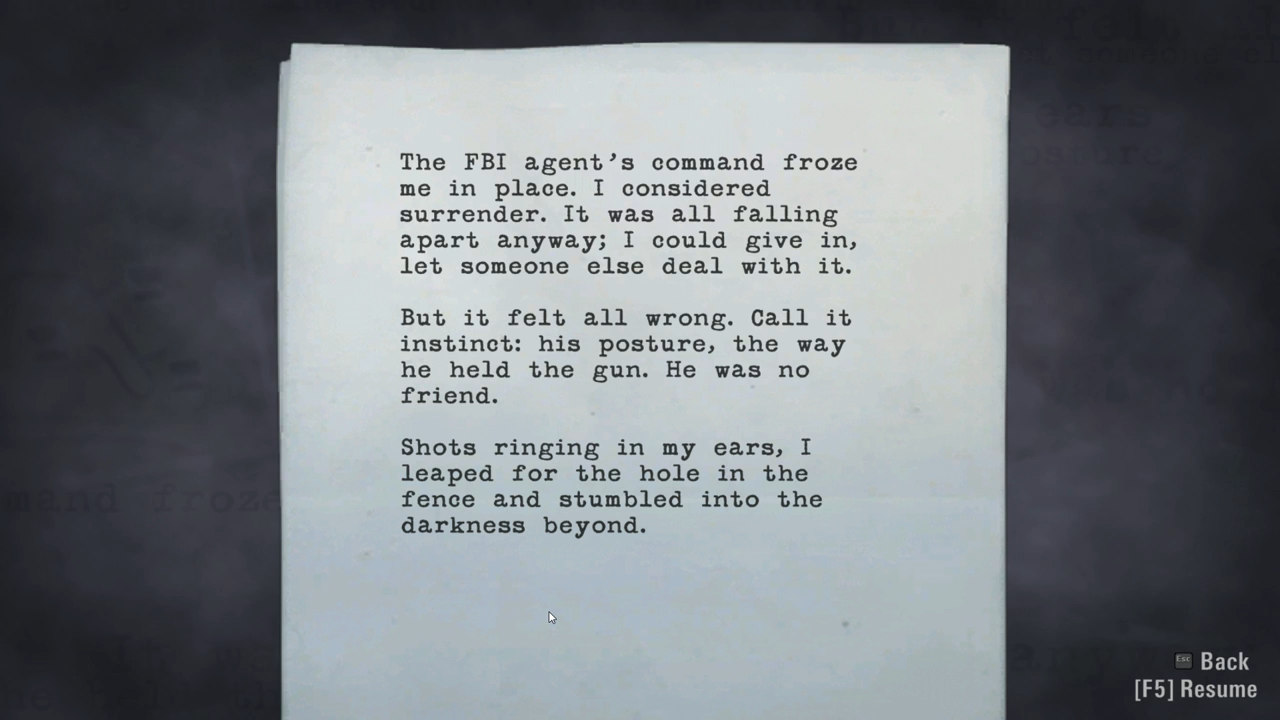 The FBI agent’s command froze
me in place. I considered
surrender. It was all falling
apart anyway; I could give in,
let someone else deal with it.
But it felt all wrong. Call it
instinct: his posture, the way
he held the gun. He was no
friend.
Shots ringing in my ears, I
leaped for the hole in the
fence and stumbled into the
darkness beyond.
Esc Back
[F5] Resume